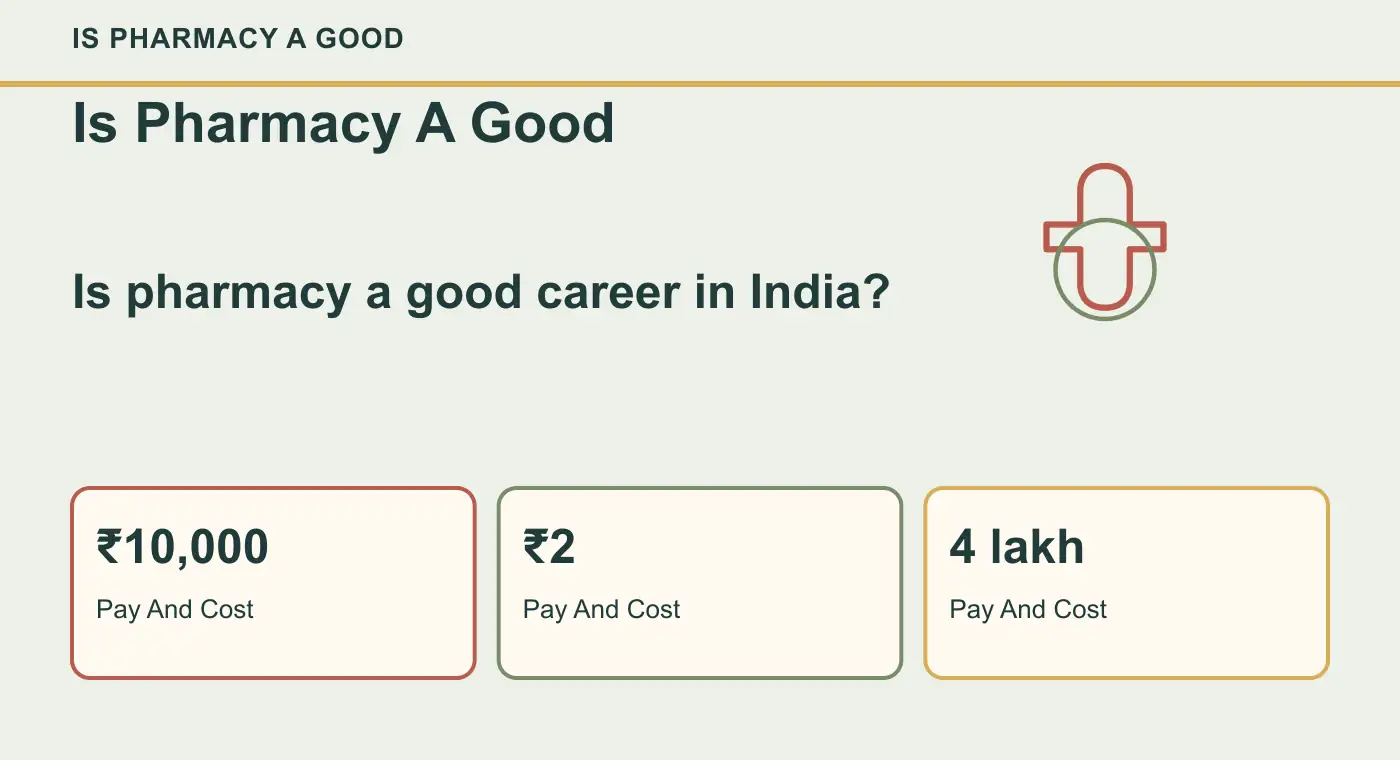 IS PHARMACY A GOOD
Is Pharmacy A Good
Is pharmacy a good career in India?
₹10,000
Pay And Cost
₹2
Pay And Cost
4 lakh
Pay And Cost